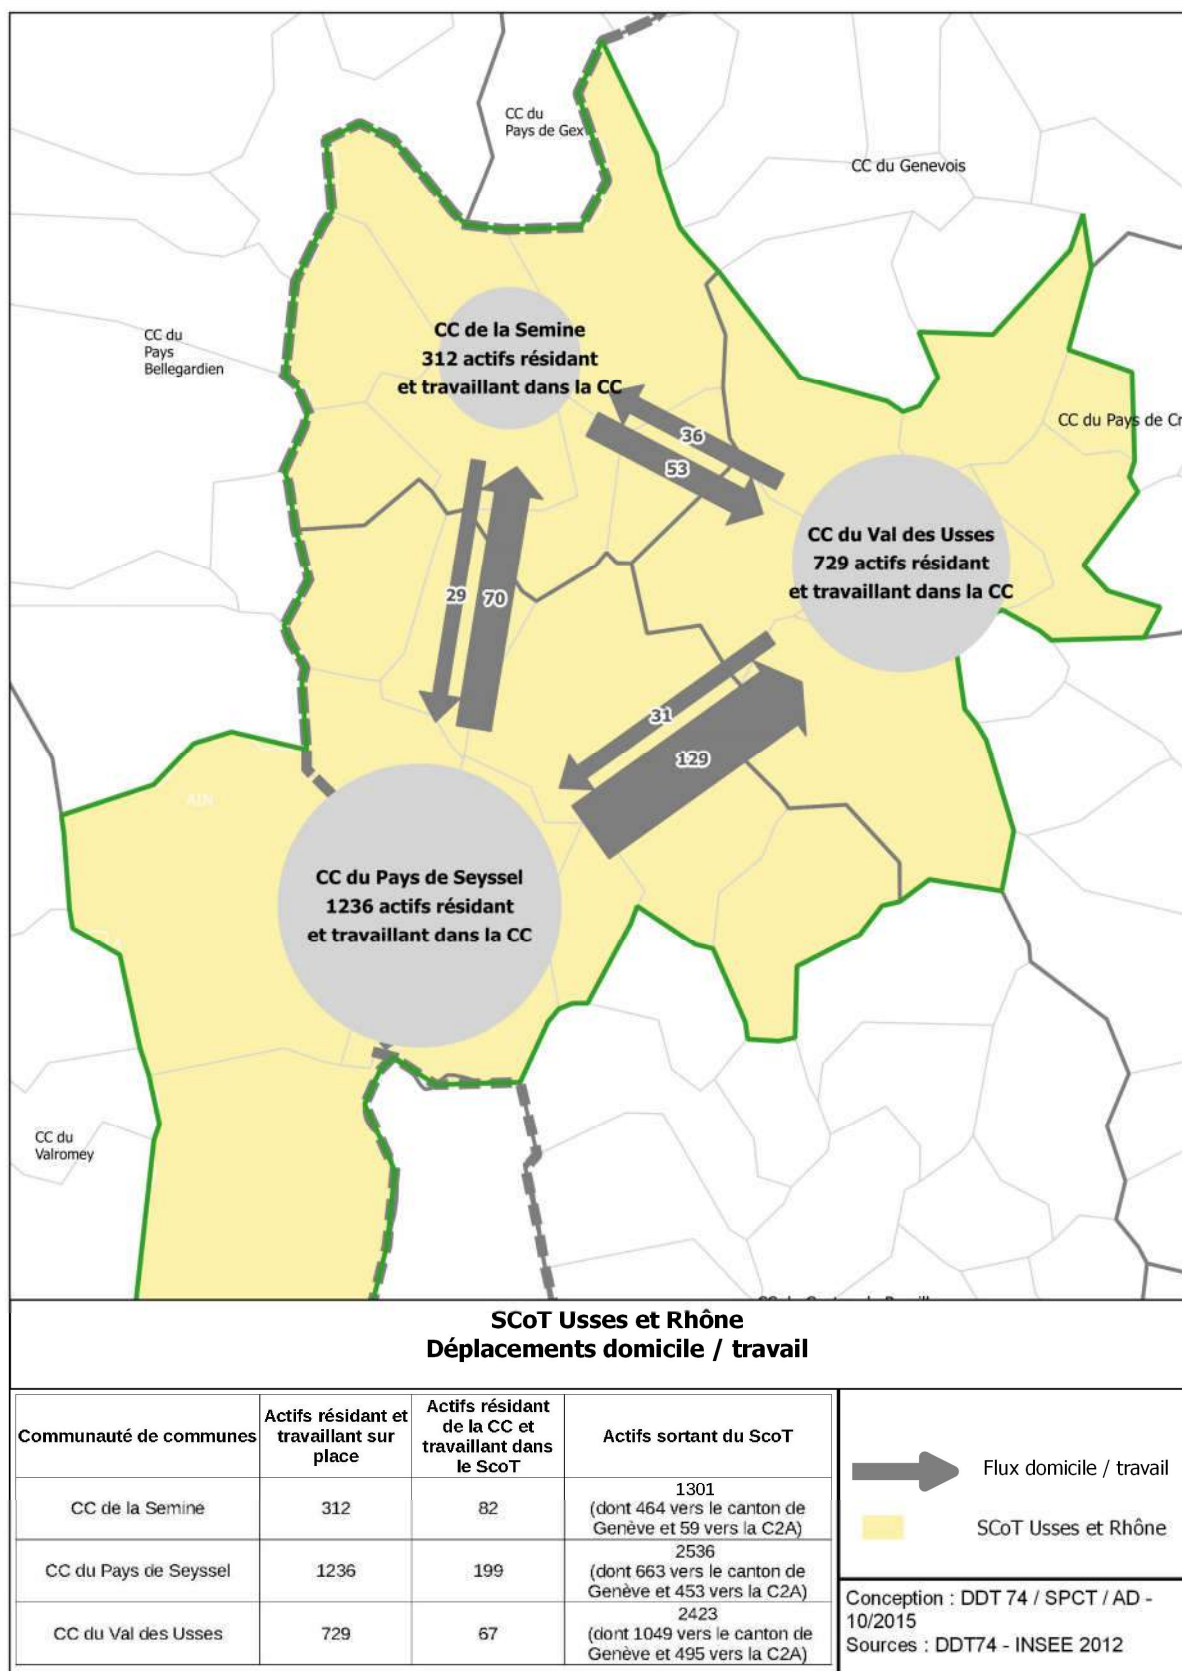 CC du
Pays de Gex
CC du Genevois
CC du
Pays
Bellegardien
CC de la Semine
312 actifs résidant
et travaillant dans la CC
CC du Pays de Cr
36
53
CC du Val des Usses
729 actifs résidant
et travaillant dans la CC
29
70
31
129
AIN
CC du Pays de Seyssel
1236 actifs résidant
et travaillant dans la CC
CC du
Valromey
SCoT Usses et Rhône
Déplacements domicile / travail
Communauté de communes
Actifs résidant et
travaillant sur
place
Actifs résidant
de la CC et
travaillant dans
le ScoT
Actifs sortant du ScoT
CC de la Semine
312
82
1301
(dont 464 vers le canton de
Genève et 59 vers la C2A)
CC du Pays de Seyssel
1236
199
2536
(dont 663 vers le canton de
Genève et 453 vers la C2A)
CC du Val des Usses
729
67
2423
(dont 1049 vers le canton de
Genève et 495 vers la C2A)
Flux domicile / travail
SCoT Usses et Rhône
Conception : DDT 74 / SPCT / AD -
10/2015
Sources : DDT74 - INSEE 2012